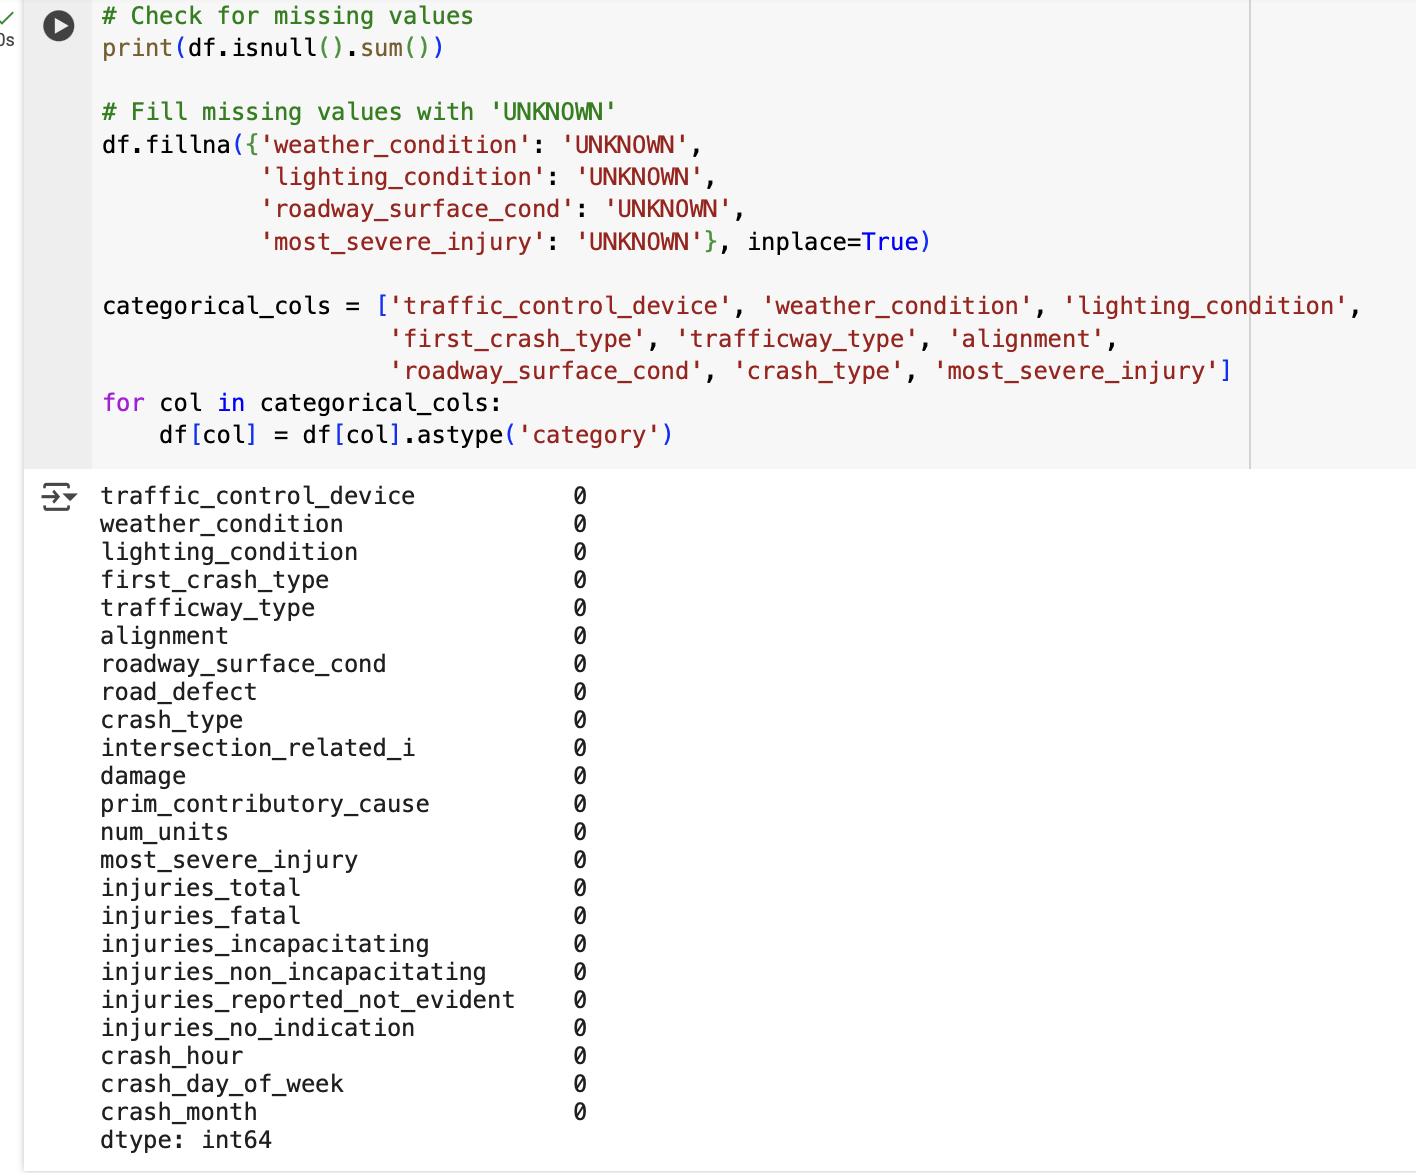 # Check for missing values
0s
print(df.isnull().sum())
# Fill missing values with 'UNKNOWN'
df.fillna({'weather_condition': 'UNKNOWN',
           'lighting_condition': 'UNKNOWN',
           'roadway_surface_cond': 'UNKNOWN',
           'most_severe_injury': 'UNKNOWN'}, inplace=True)
categorical_cols = ['traffic_control_device', 'weather_condition', 'lighting_condition',
                    'first_crash_type', 'trafficway_type', 'alignment',
                    'roadway_surface_cond', 'crash_type', 'most_severe_injury']
for col in categorical_cols:
    df[col] = df[col].astype('category')
traffic_control_device           0
weather_condition                0
lighting_condition               0
first_crash_type                 0
trafficway_type                  0
alignment                        0
roadway_surface_cond             0
road_defect                      0
crash_type                       0
intersection_related_i           0
damage                           0
prim_contributory_cause          0
num_units                        0
most_severe_injury               0
injuries_total                   0
injuries_fatal                   0
injuries_incapacitating          0
injuries_non_incapacitating      0
injuries_reported_not_evident    0
injuries_no_indication           0
crash_hour                       0
crash_day_of_week                0
crash_month                      0
dtype: int64